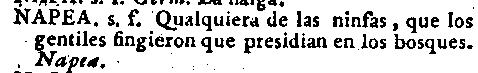 NAPEA. s. f. Qualquiera de las ninfas, que los
gentiles fingieron que presidian en los bosques.
Napea.